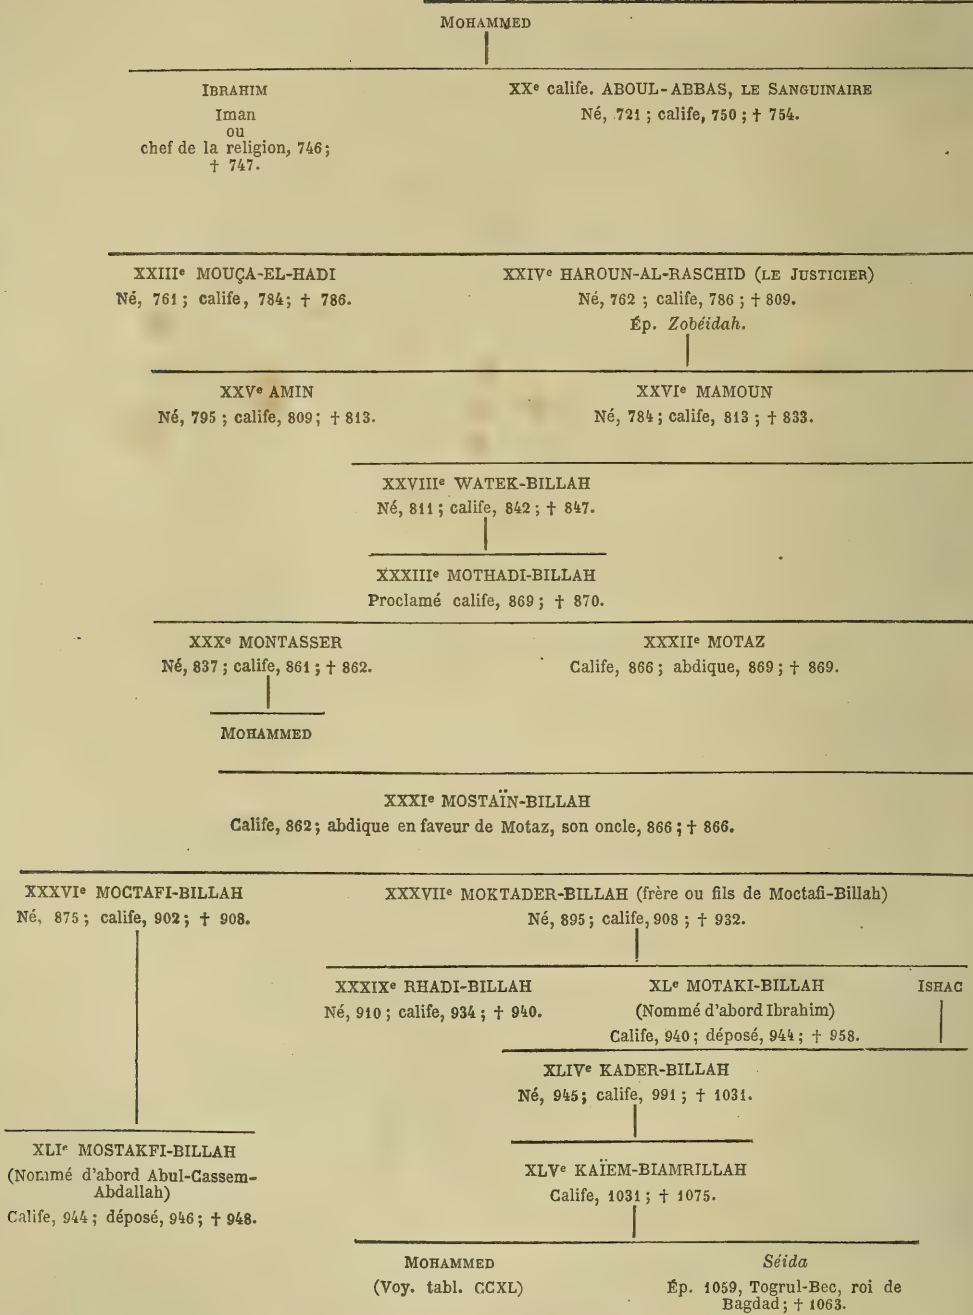 MOHAMMED
IBRAHIM
Iman
ou
chef de la religion, 746;
† 747.
XXe calife. ABOUL-ABBAS, LE SANGUINAIRE
Né, 721 ; calife, 750 ; † 754.
XXIIIe MOUÇA-EL-HADI
Né, 761 ; calife, 784; † 786.
XXIVe HAROUN-AL-RASCHID (LE JUSTICIER)
Né, 762 ; calife, 786 ; † 809.
Ép. Zobéidah.
XXVe AMIN
Né, 795 ; calife, 809; † 813.
XXVIe MAMOUN
Né, 784 ; calife, 813 ; † 833.
XXVIIIe WATEK-BILLAH
Né, 811 ; calife, 842 ; † 847.
XXXIIIe MOTHADI-BILLAH
Proclamé calife, 869 ; † 870.
XXXe MONTASSER
Né, 837 ; calife, 861 ; † 862.
XXXIIe MOTAZ
Calife, 866 ; abdique, 869 ; † 869.
MOHAMMED
XXXIe MOSTAÏN-BILLAH
Calife, 862; abdique en faveur de Motaz, son oncle, 866 ; † 866.
XXXVIe MOCTAFI-BILLAH
Né, 875 ; calife, 902 ; † 908.
XXXVIIe MOKTADER-BILLAH (frère ou fils de Moctafi-Billah)
Né, 895; calife, 908 ; † 932.
XXXIXe RHADI-BILLAH
Né, 910 ; calife, 934 ; † 940.
XLe MOTAKI-BILLAH
(Nommé d'abord Ibrahim)
Calife, 940; déposé, 944 ; † 958.
ISHAC
XLIVe KADER-BILLAH
Né, 945; calife, 991 ; † 1031.
XLIe MOSTAKFI-BILLAH
(Nommé d'abord Abul-Cassem-
Abdallah)
Calife, 944 ; déposé, 946 ; † 948.
XLVe KAÏEM-BIAMRILLAH
Calife, 1031 ; † 1075.
MOHAMMED
(Voy. tabl. CCXL)
Séida
Ép. 1059, Togrul-Bec, roi de
Bagdad ; † 1063.